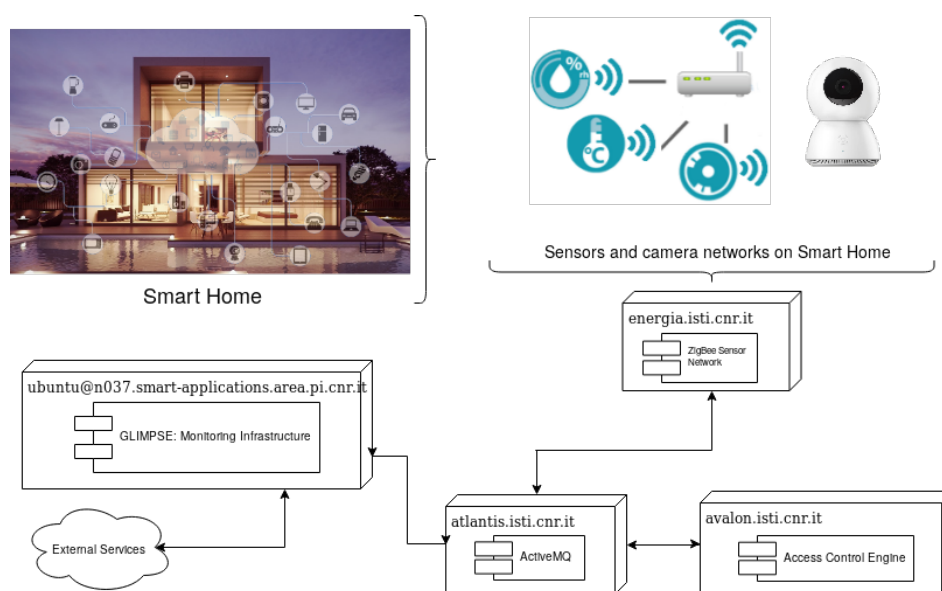 %
rh
°C
Smart Home
Sensors and camera networks on Smart Home
energia.isti.cnr.it
ZigBee Sensor
Network
ubuntu@n037.smart-applications.area.pi.cnr.it
GLIMPSE: Monitoring Infrastructure
External Services
atlantis.isti.cnr.it
ActiveMQ
avalon.isti.cnr.it
Access Control Engine